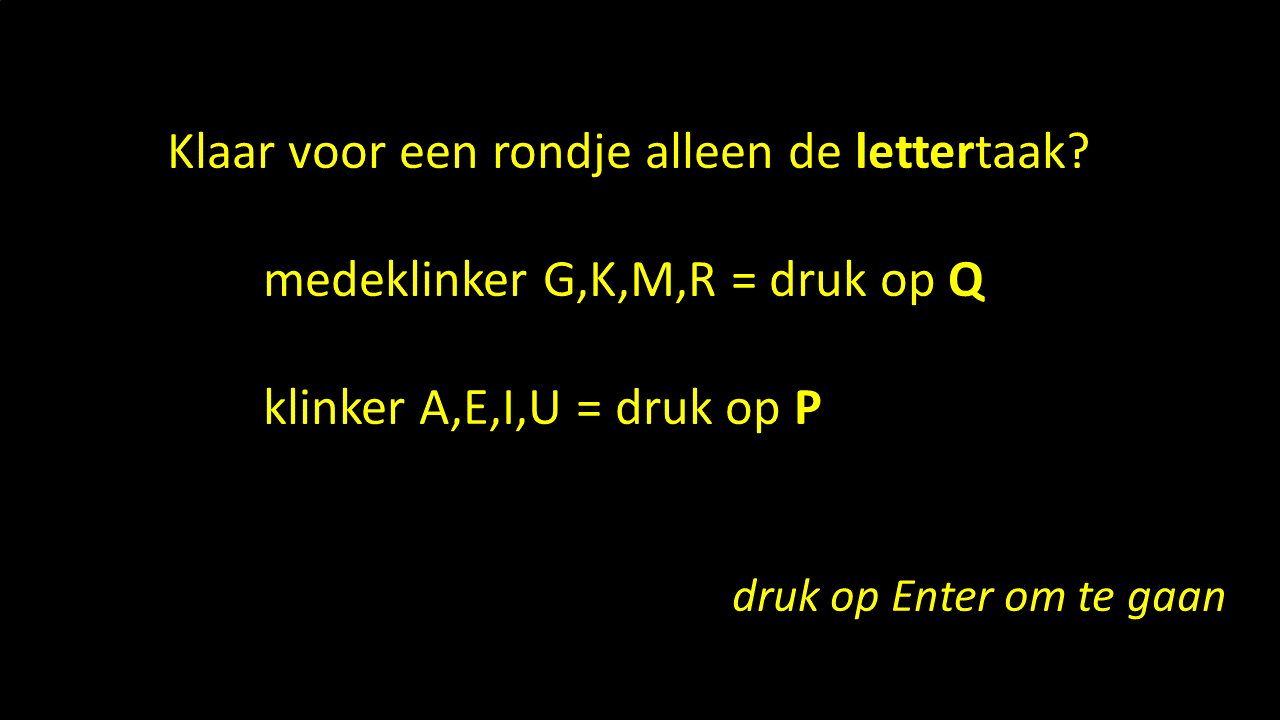 Klaar voor een rondje alleen de lettertaak?
medeklinker G,K,M,R = druk op Q
klinker A,E,I,U = druk op P
druk op Enter om te gaan